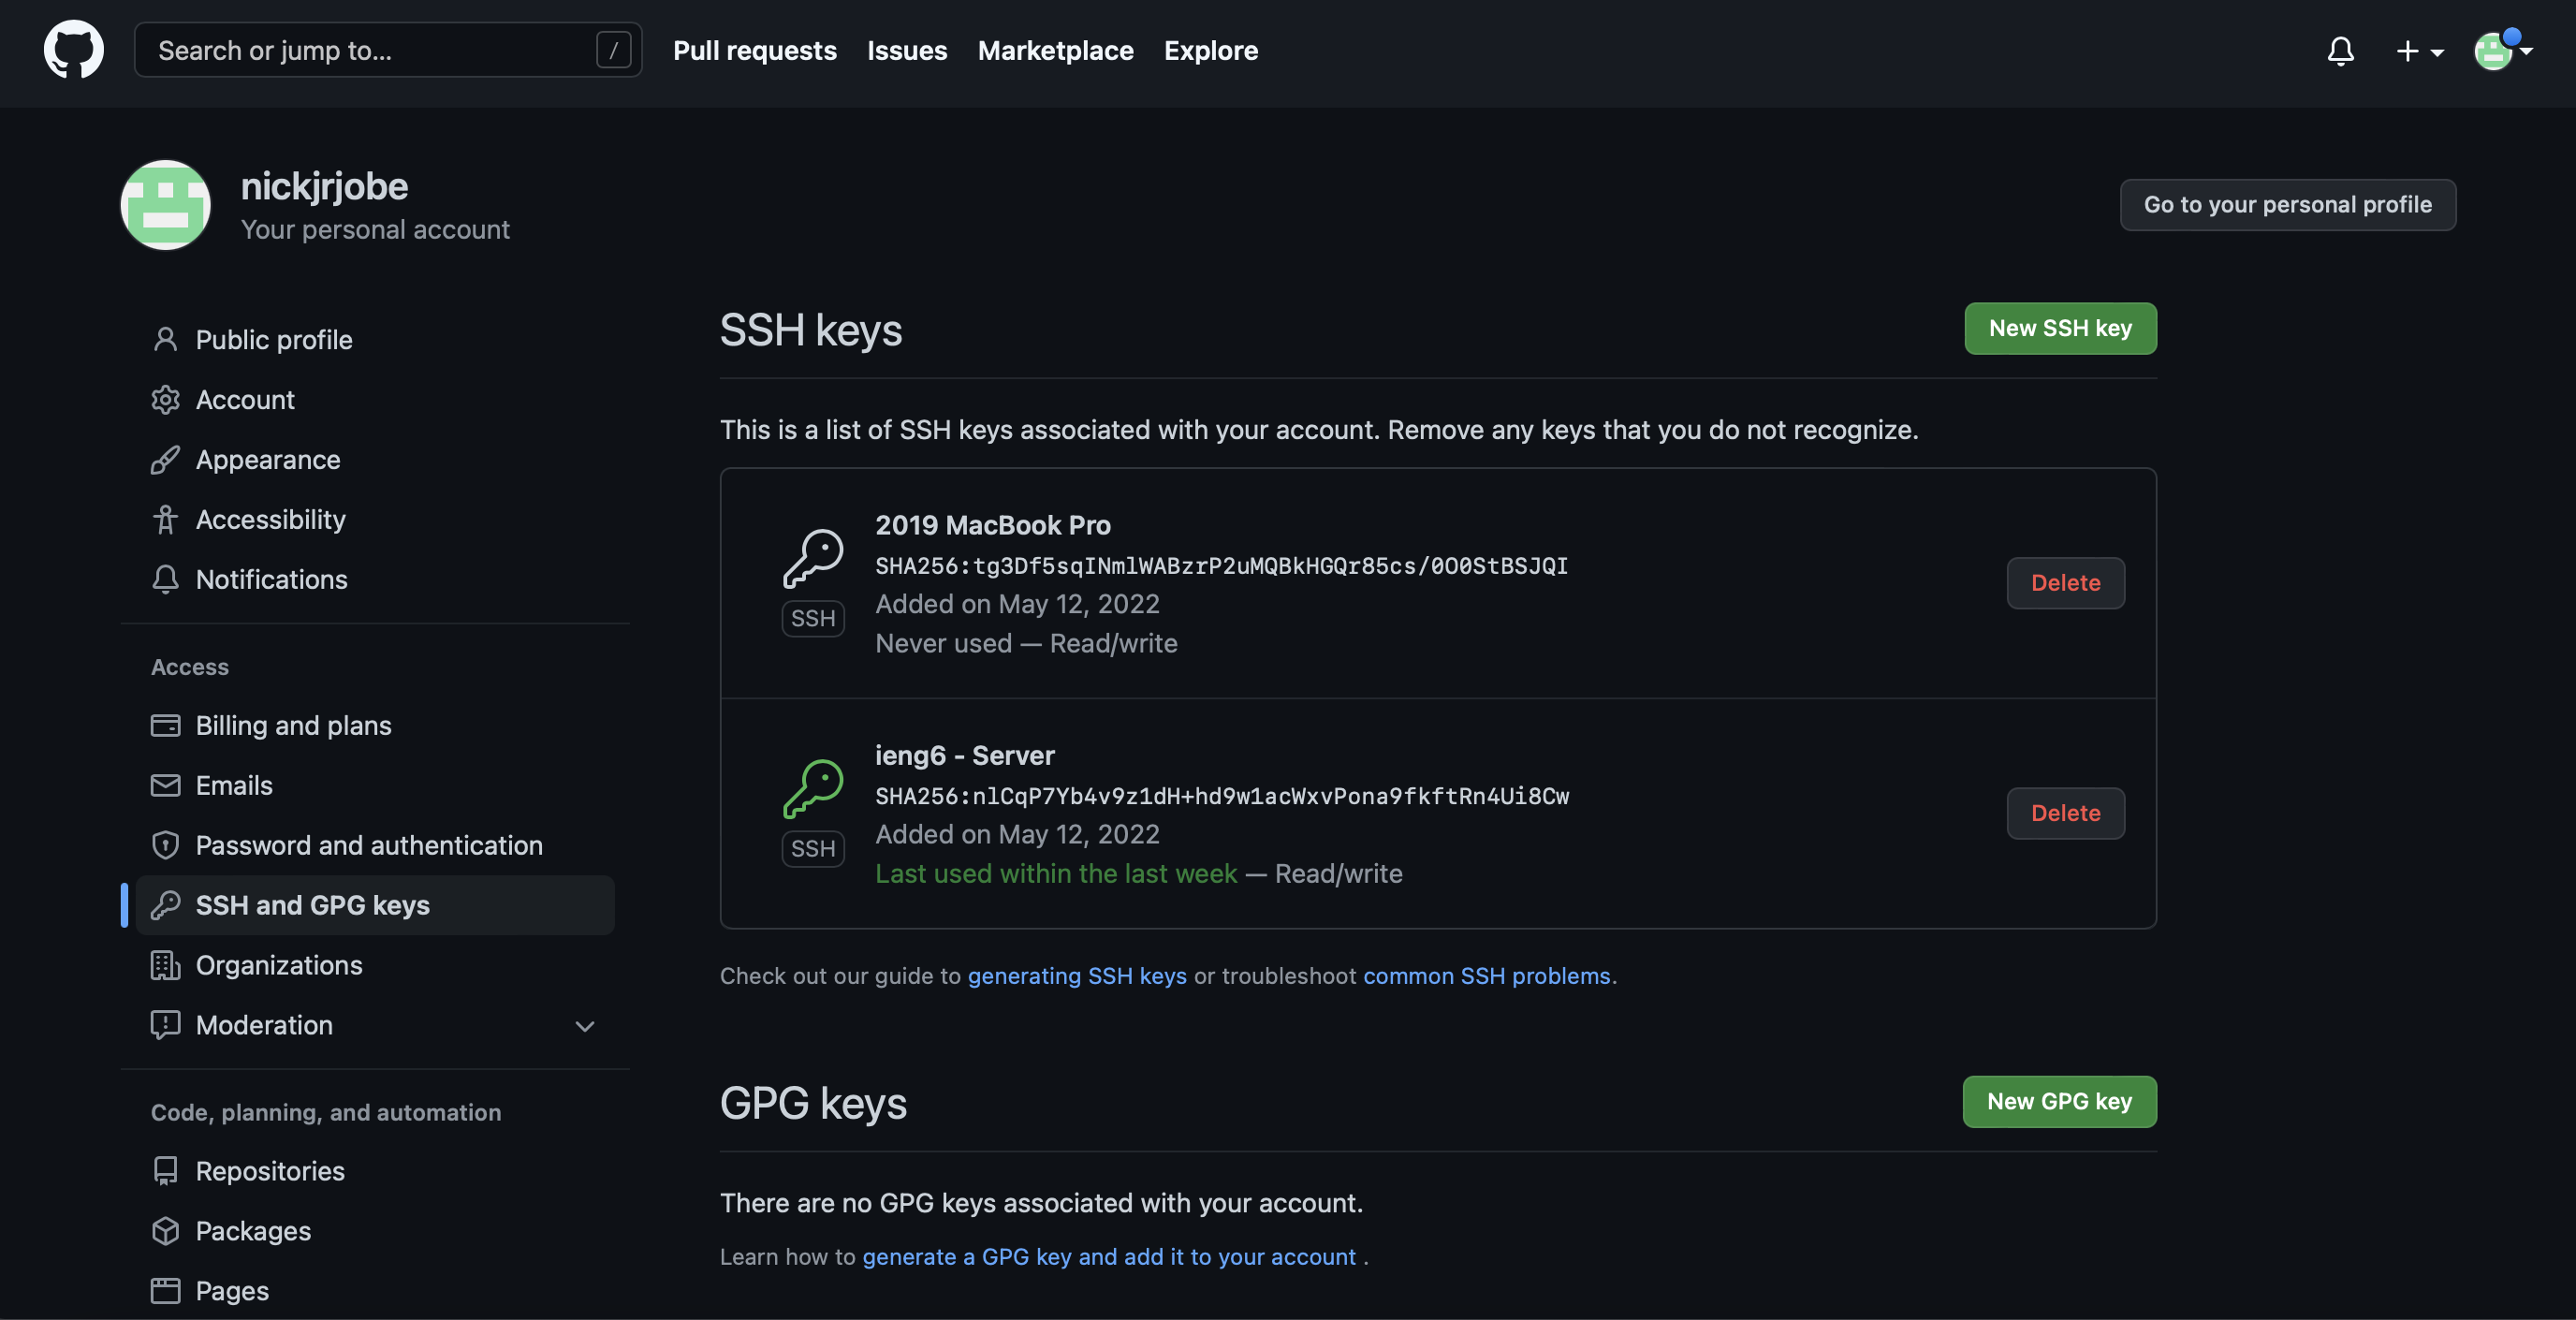 Search or jump to...
/
Pull requests
Issues
Marketplace
Explore
nickjrjobe
Your personal account
Go to your personal profile
Public profile
Account
Appearance
Accessibility
Notifications
Access
Billing and plans
Emails
Password and authentication
SSH and GPG keys
Organizations
Moderation
Code, planning, and automation
Repositories
Packages
Pages
SSH keys
New SSH key
This is a list of SSH keys associated with your account. Remove any keys that you do not recognize.
2019 MacBook Pro
SHA256:tg3Df5sqINmlWABzrP2uMQBkHGQr85cs/0O0StBSJQI
Added on May 12, 2022
Never used — Read/write
SSH
Delete
ieng6 - Server
SHA256:nlCqP7Yb4v9z1dH+hd9w1acWxvPona9fkftRn4Ui8Cw
Added on May 12, 2022
Last used within the last week — Read/write
SSH
Delete
Check out our guide to generating SSH keys or troubleshoot common SSH problems.
GPG keys
New GPG key
There are no GPG keys associated with your account.
Learn how to generate a GPG key and add it to your account .